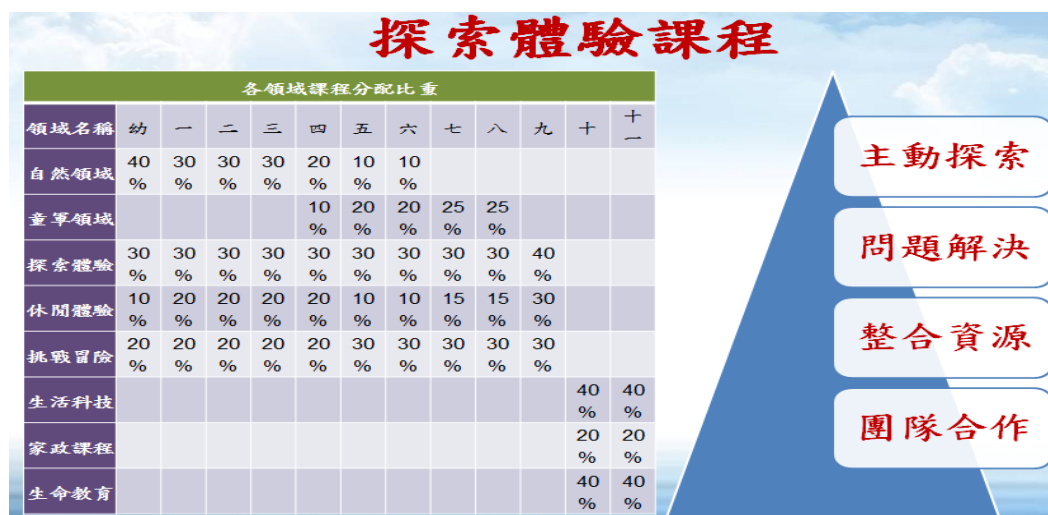 探索體驗課程
各領域課程分配比重
領域名稱 幼 一 二 三 四 五 六 七 八 九 十 十一
自然領域 40% 30% 30% 30% 20% 10% 10%
童軍領域 10% 20% 20% 25% 25%
探索體驗 30% 30% 30% 30% 30% 30% 30% 30% 30% 40%
休閒體驗 10% 20% 20% 20% 20% 10% 10% 15% 15% 30%
挑戰冒險 20% 20% 20% 20% 20% 30% 30% 30% 30% 30%
生活科技 40% 40%
家政課程 20% 20%
生命教育 40% 40%
主動探索
問題解決
整合資源
團隊合作